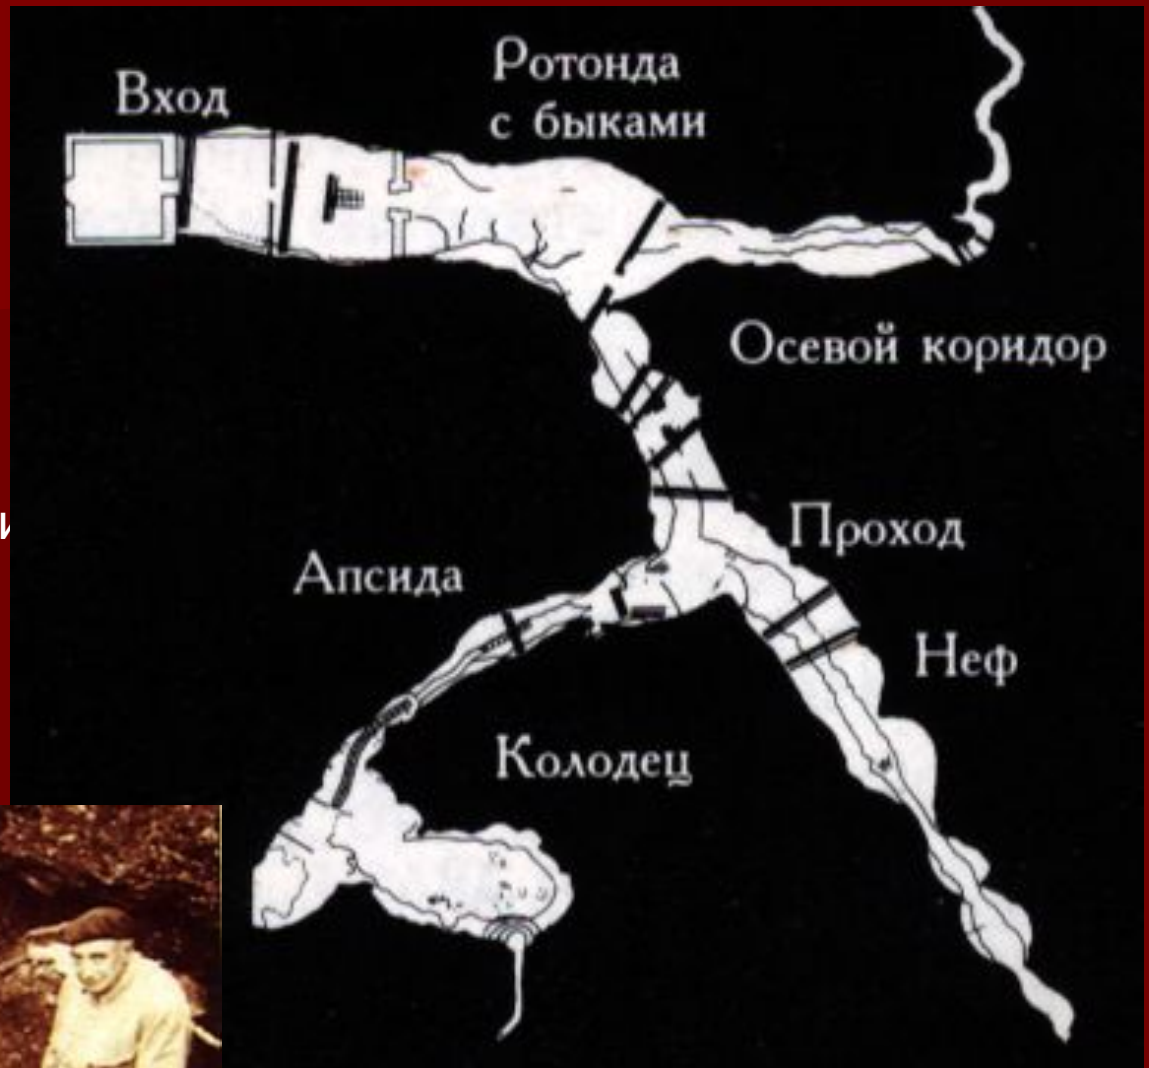 Вход
Ротонда
с быками
Осевой коридор
Проход
Апсида
Неф
Колодец